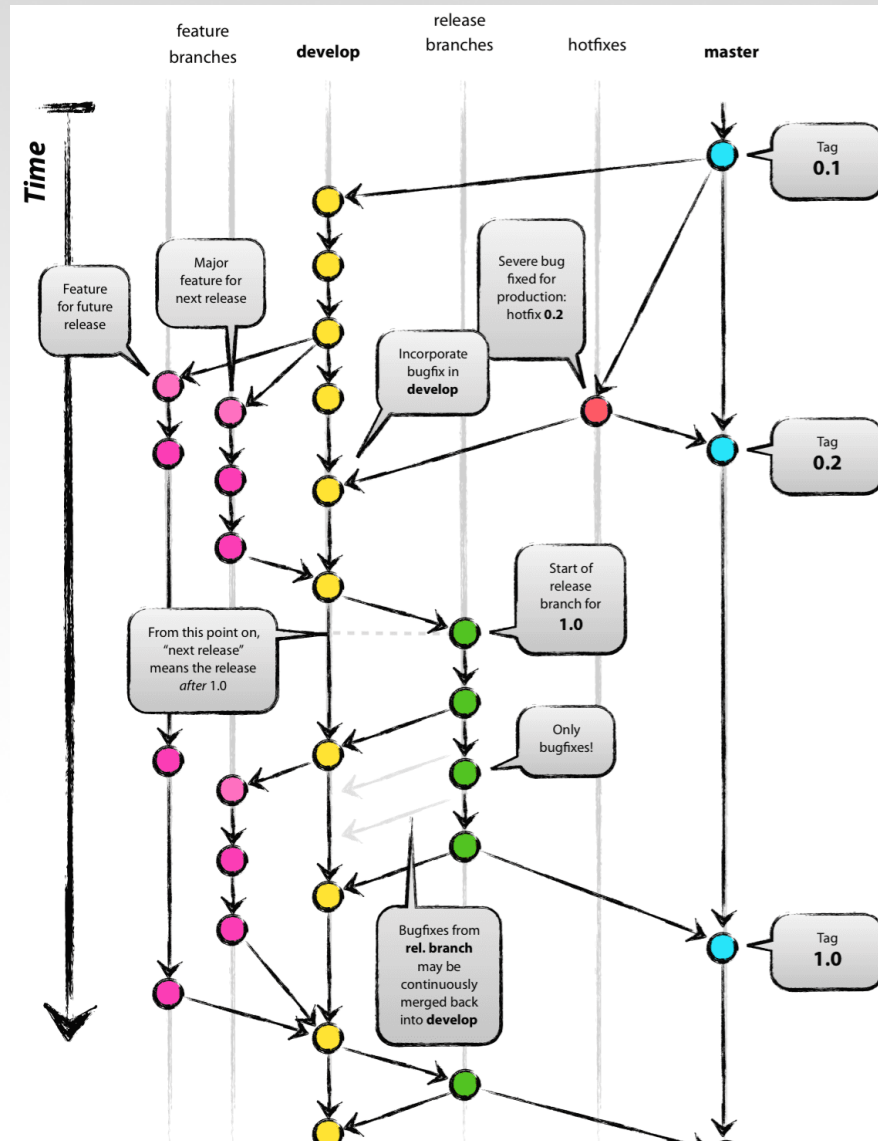 feature
branches
develop
release
branches
hotfixes
master
Time
Tag
0.1
Feature
for future
release
Major
feature for
next release
Severe bug
fixed for
production:
hotfix 0.2
Incorporate
bugfix in
develop
Tag
0.2
Start of
release
branch for
1.0
From this point on,
“next release”
means the release
after 1.0
Only
bugfixes!
Bugfixes from
rel. branch
may be
continuously
merged back
into develop
Tag
1.0